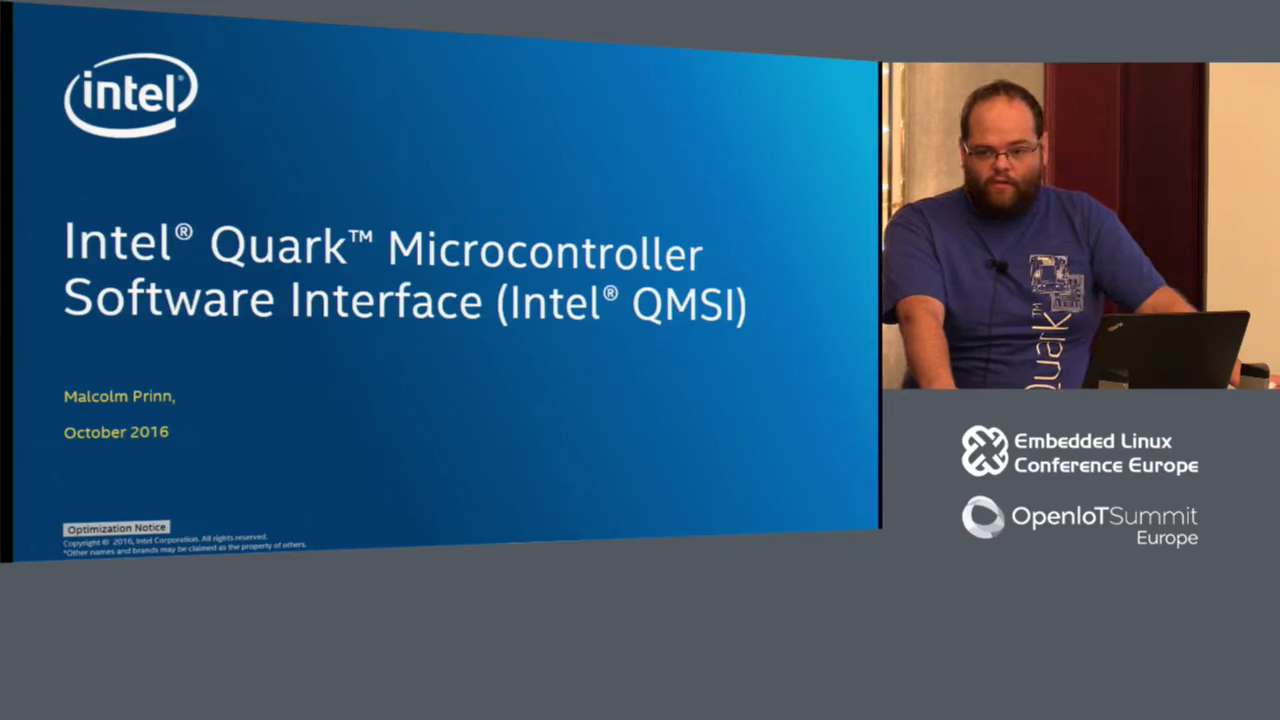 intel®
Intel® Quark™ Microcontroller
Software Interface (Intel® QMSI)
Malcolm Prinn,
October 2016
Optimization Notice
Copyright © 2016, Intel Corporation. All rights reserved.
*Other names and brands may be claimed as the property of others.
Quark™
Embedded Linux
Conference Europe
OpenIoTSummit
Europe